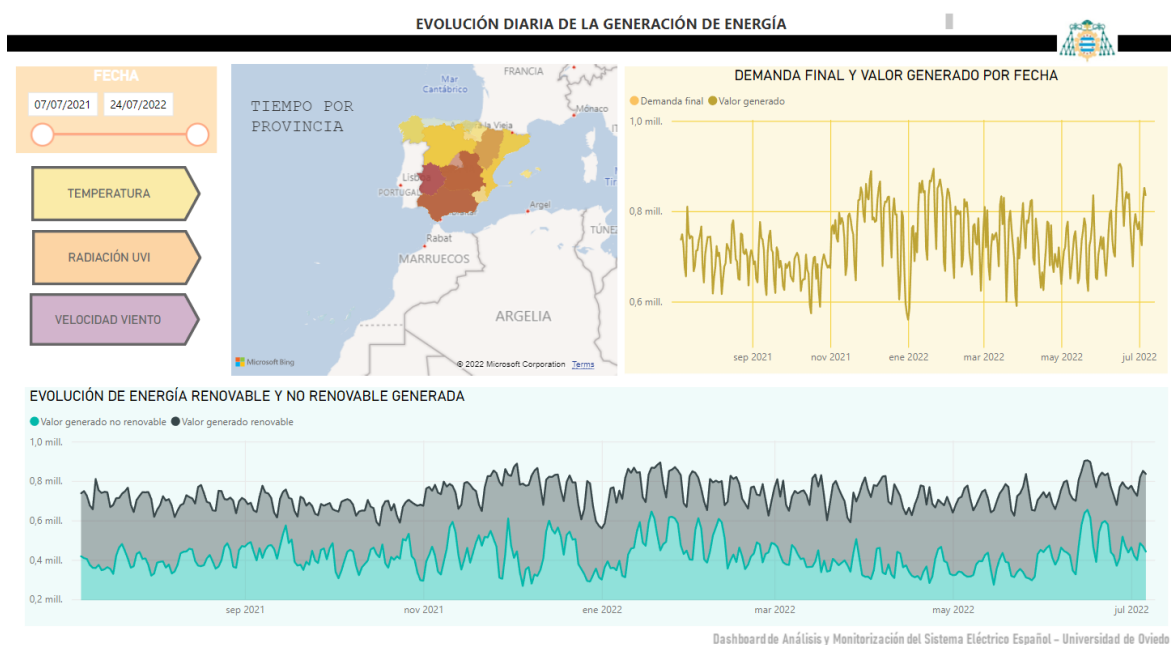 EVOLUCIÓN DIARIA DE LA GENERACIÓN DE ENERGÍA
FECHA
07/07/2021 24/07/2022
TEMPERATURA
RADIACIÓN UVI
VELOCIDAD VIENTO
TIEMPO POR
PROVINCIA
FRANCIA
Mar
Cantábrico
Mónaco
la Vieja
PORTUGAL
Argel
TÚNE
Rabat
MARRUECOS
ARGELIA
Microsoft Bing
© 2022 Microsoft Corporation Terms
DEMANDA FINAL Y VALOR GENERADO POR FECHA
Demanda final Valor generado
1,0 mill.
0,8 mill.
0,6 mill.
sep 2021 nov 2021 ene 2022 mar 2022 may 2022 jul 2022
EVOLUCIÓN DE ENERGÍA RENOVABLE Y NO RENOVABLE GENERADA
Valor generado no renovable Valor generado renovable
1,0 mill.
0,8 mill.
0,6 mill.
0,4 mill.
0,2 mill.
sep 2021 nov 2021 ene 2022 mar 2022 may 2022 jul 2022
Dashboard de Análisis y Monitorización del Sistema Eléctrico Español – Universidad de Oviedo